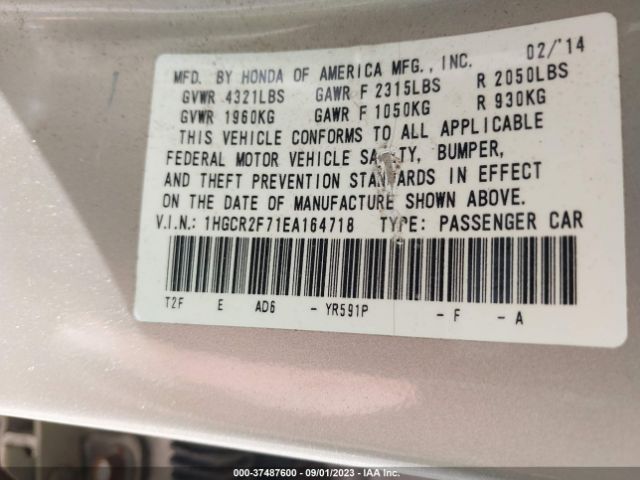 MFD. BY HONDA OF AMERICA MFG., INC. 02/'14
GVWR 4321LBS GAWR F 2315LBS R 2050LBS
GVWR 1960KG GAWR F 1050KG R 930KG
THIS VEHICLE CONFORMS TO ALL APPLICABLE
FEDERAL MOTOR VEHICLE SA TY, BUMPER,
AND THEFT PREVENTION STANDARDS IN EFFECT
ON THE DATE OF MANUFACTURE SHOWN ABOVE.
V.I.N.: 1HGCR2F71EA164718 TYPE: PASSENGER CAR
T2F E AD6 - YR591P - F - A
000-37487600 - 09/01/2023 - © IAA Inc.